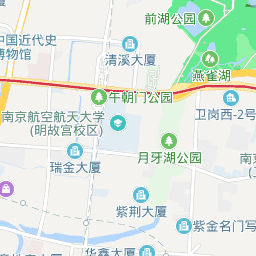 前湖公园
中国近代史
博物馆
清溪大厦
燕雀湖
午朝门公园
卫岗西-2号
南京航空航天大学
(明故宫校区)
月牙湖公园
瑞金大厦
南京
紫荆大厦
紫金名门
华鑫大厦